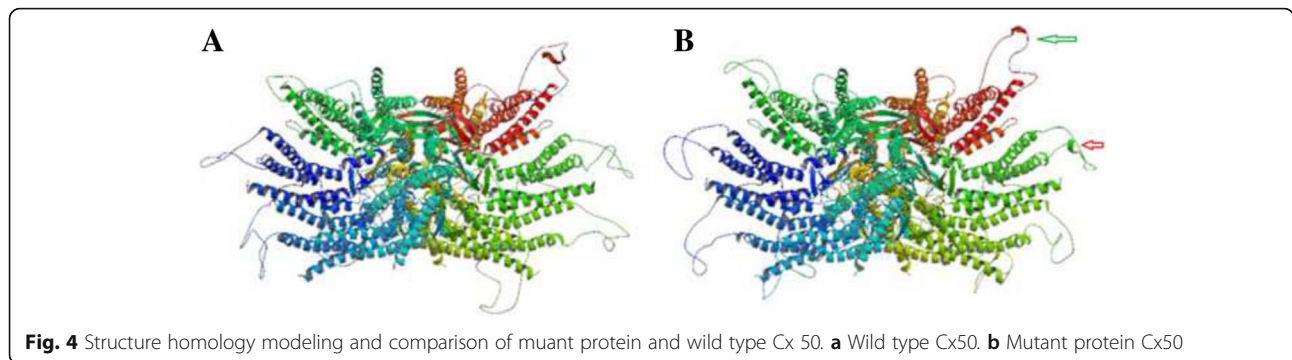 A
B
Fig. 4 Structure homology modeling and comparison of muant protein and wild type Cx 50. a Wild type Cx50. b Mutant protein Cx50